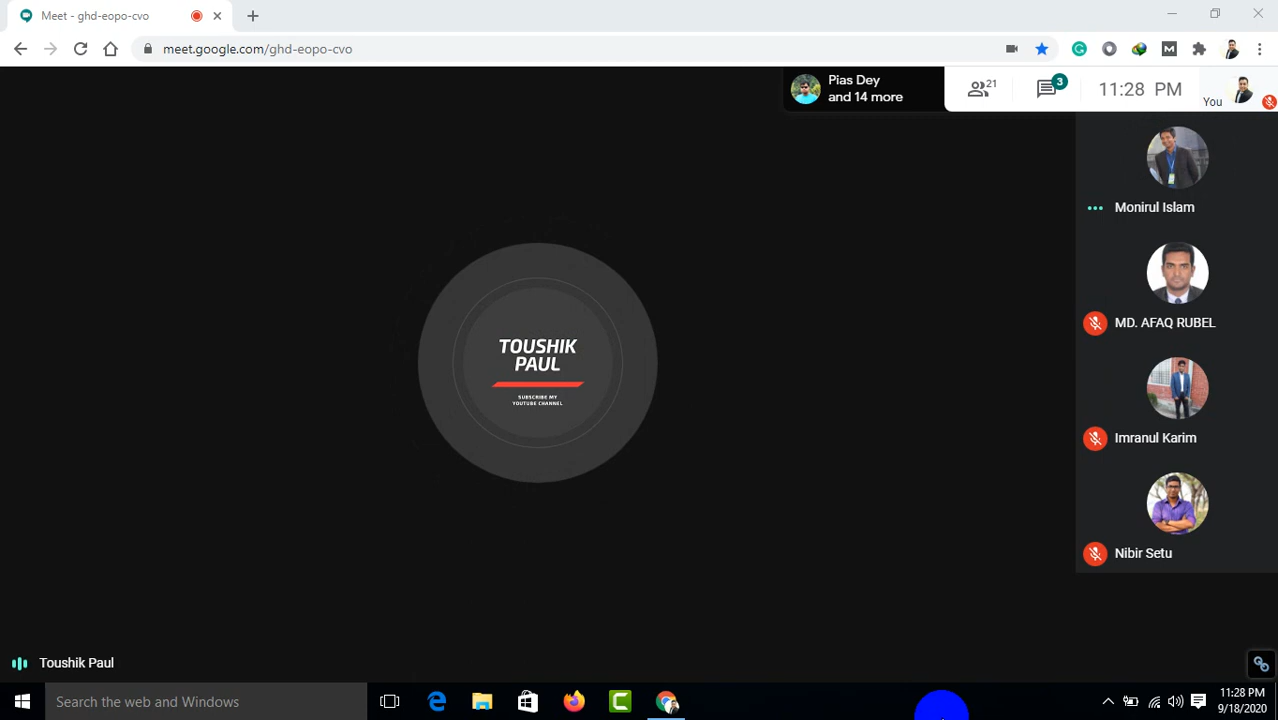 Meet - ghd-eopo-cvo
meet.google.com/ghd-eopo-cvo
Pias Dey
and 14 more
21
3
11:28 PM
You
Monirul Islam
MD. AFAQ RUBEL
Imranul Karim
Nibir Setu
TOUSHIK
PAUL
SUBSCRIBE MY
YOUTUBE CHANNEL
Toushik Paul
Search the web and Windows
11:28 PM
9/18/2020